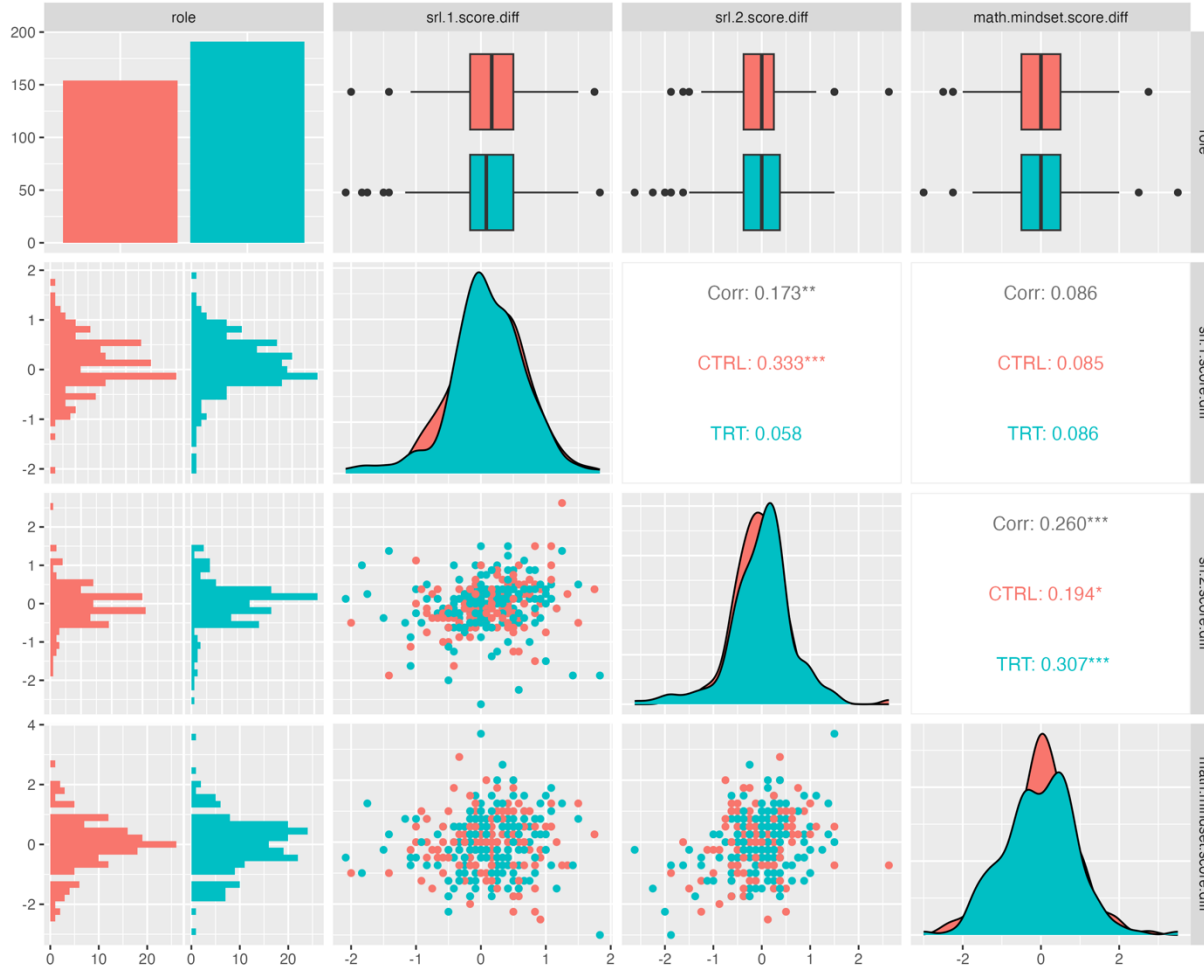 role srl.1.score.diff srl.2.score.diff math.mindset.score.diff
200
150
100
50
0
role
2
1
0
-1
-2
Corr: 0.173**
CTRL: 0.333***
TRT: 0.058
Corr: 0.086
CTRL: 0.085
TRT: 0.086
2
1
0
-1
-2
Corr: 0.260***
CTRL: 0.194*
TRT: 0.307***
4
2
0
-2
0 10 20 0 10 20 -2 -1 0 1 2 -2 -1 0 1 2 -2 0 2